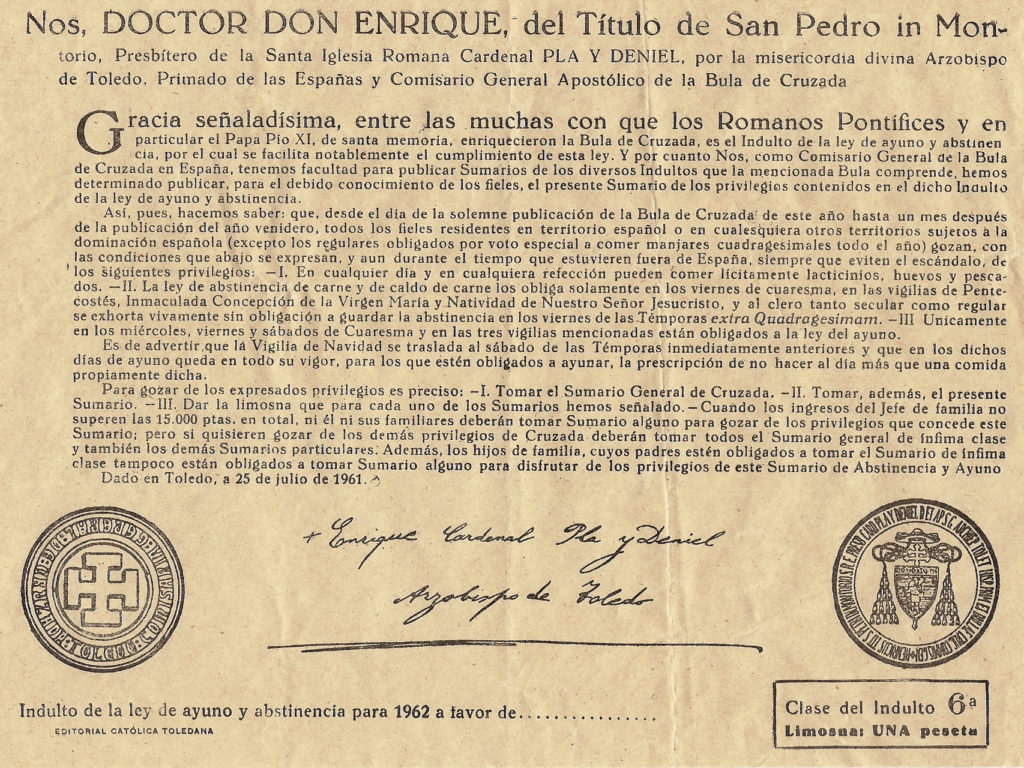 Nos, DOCTOR DON ENRIQUE, del Título de San Pedro in Mon-
torio, Presbítero de la Santa Iglesia Romana Cardenal PLA Y DENIEL, por la misericordia divina Arzobispo
de Toledo, Primado de las Españas y Comisario General Apostólico de la Bula de Cruzada
Gracia señaladísima, entre las muchas con que los Romanos Pontífices y en
particular el Papa Pío XI, de santa memoria, enriquecieron la Bula de Cruzada, es el Indulto de la ley de ayuno y abstinen
cia, por el cual se facilita notablemente el cumplimiento de esta ley. Y por cuanto Nos, como Comisario General de la Bula
de Cruzada en España, tenemos facultad para publicar Sumarios de los diversos Indultos que la mencionada Bula comprende, hemos
determinado publicar, para el debido conocimiento de los fieles, el presente Sumario de los privilegios contenidos en el dicho Indulto
de la ley de ayuno y abstinencia.
Así, pues, hacemos saber: que, desde el día de la solemne publicación de la Bula de Cruzada de este año hasta un mes después
de la publicación del año venidero, todos los fieles residentes en territorio español o en cualesquiera otros territorios sujetos à la
dominación española (excepto los regulares obligados por voto especial a comer manjares cuadragesimales todo el año) gozan, con
las condiciones que abajo se expresan, y aun durante el tiempo que estuvieren fuera de España, siempre que eviten el escándalo, de
los siguientes privilegios: —I. En cualquier día y en cualquiera refección pueden comer lícitamente lacticinios, huevos y pesca-
dos. —II. La ley de abstinencia de carne y de caldo de carne los obliga solamente en los viernes de cuaresma, en las vigilias de Pente-
costés, Inmaculada Concepción de la Virgen María y Natividad de Nuestro Señor Jesucristo, y al clero tanto secular como regular
se exhorta vivamente sin obligación a guardar la abstinencia en los viernes de las Témporas extra Quadragesimam. —III Unicamente
en los miércoles, viernes y sábados de Cuaresma y en las tres vigilias mencionadas están obligados a la ley del ayuno.
Es de advertir que la Vigilia de Navidad se traslada al sábado de las Témporas inmediatamente anteriores y que en los dichos
días de ayuno queda en todo su vigor, para los que estén obligados a ayunar, la prescripción de no hacer al día más que una comida
propiamente dicha.
Para gozar de los expresados privilegios es preciso: —I. Tomar el Sumario General de Cruzada. —II. Tomar, además, el presente
Sumario. —III. Dar la limosna que para cada uno de los Sumarios hemos señalado.—Cuando los ingresos del Jefe de familia no
superen las 15.000 ptas. en total, ni él ni sus familiares deberán tomar Sumario alguno para gozar de los privilegios que concede este
Sumario; pero si quisieren gozar de los demás privilegios de Cruzada deberán tomar todos el Sumario general de ínfima clase
y también los demás Sumarios particulares. Además, los hijos de familia, cuyos padres estén obligados a tomar el Sumario de ínfima
clase tampoco están obligados a tomar Sumario alguno para disfrutar de los privilegios de este Sumario de Abstinencia y Ayuno
Dado en Toledo, a 25 de julio de 1961.
+ Enrique Cardenal Pla y Deniel
Arzobispo de Toledo
Indulto de la ley de ayuno y abstinencia para 1962 a favor de................
EDITORIAL CATÓLICA TOLEDANA
Clase del Indulto 6ª
Limosna: UNA peseta